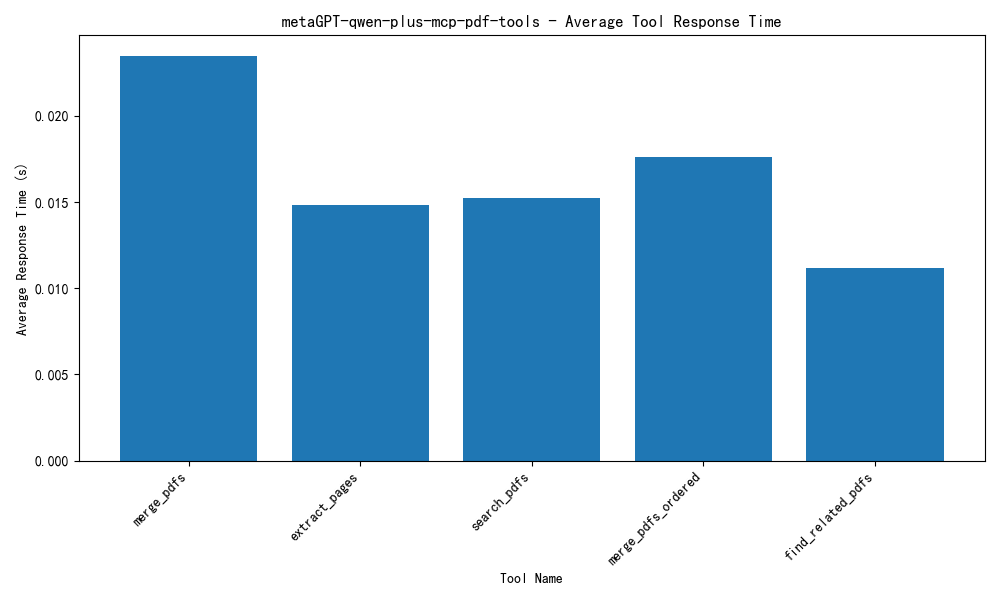 metaGPT-qwen-plus-mcp-pdf-tools - Average Tool Response Time
Average Response Time (s)
0.020
0.015
0.010
0.005
0.000
merge_pdfs
extract_pages
search_pdfs
merge_pdfs_ordered
find_related_pdfs
Tool Name